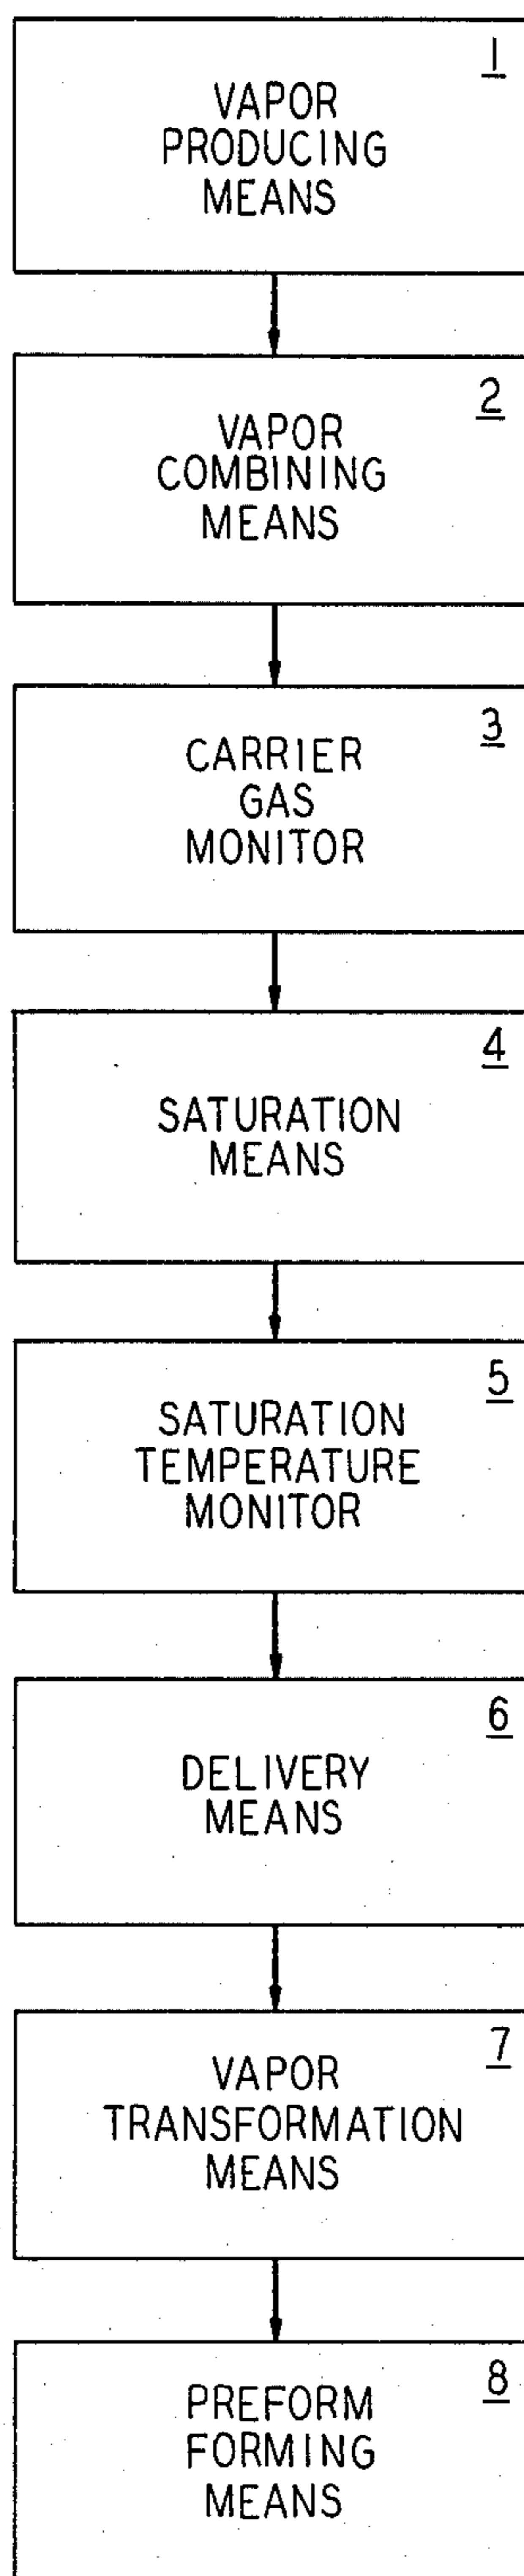 1
VAPOR
PRODUCING
MEANS
2
VAPOR
COMBINING
MEANS
3
CARRIER
GAS
MONITOR
4
SATURATION
MEANS
5
SATURATION
TEMPERATURE
MONITOR
6
DELIVERY
MEANS
7
VAPOR
TRANSFORMATION
MEANS
8
PREFORM
FORMING
MEANS